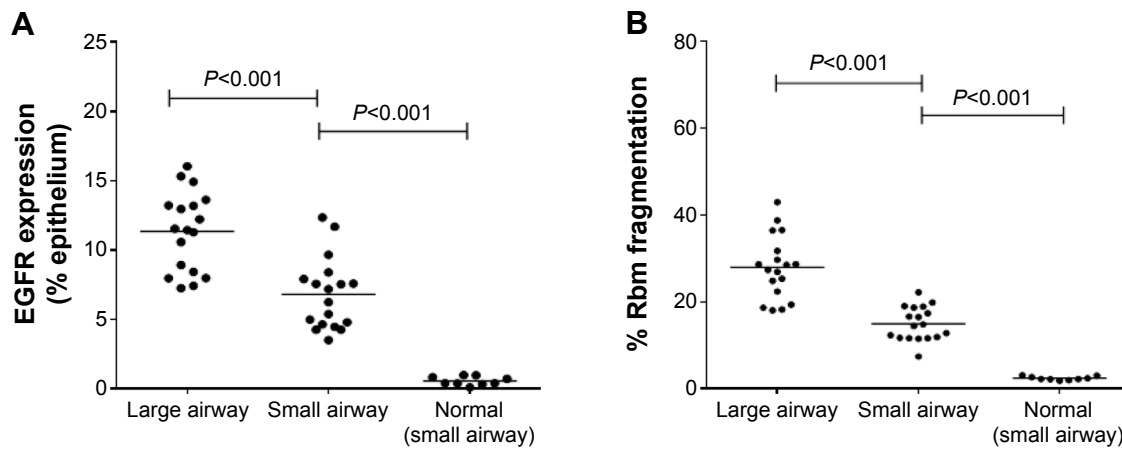 A
EGFR expression
(% epithelium)
25
20
15
10
5
0
P<0.001
P<0.001
Large airway
Small airway
Normal
(small airway)
B
% Rbm fragmentation
80
60
40
20
0
P<0.001
P<0.001
Large airway
Small airway
Normal
(small airway)